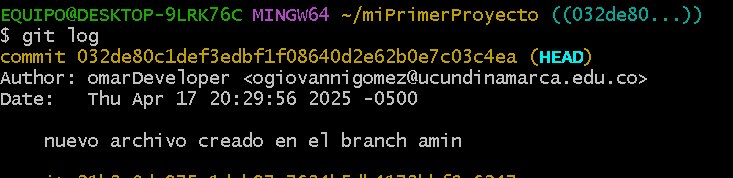 EQUIPO@DESKTOP-9LRK76C MINGW64 ~/miPrimerProyecto ((032de80...))
$ git log
commit 032de80c1def3edbf1f08640d2e62b0e7c03c4ea (HEAD)
Author: omarDeveloper <ogiovannigomez@ucundinamarca.edu.co>
Date:   Thu Apr 17 20:29:56 2025 -0500
nuevo archivo creado en el branch amin